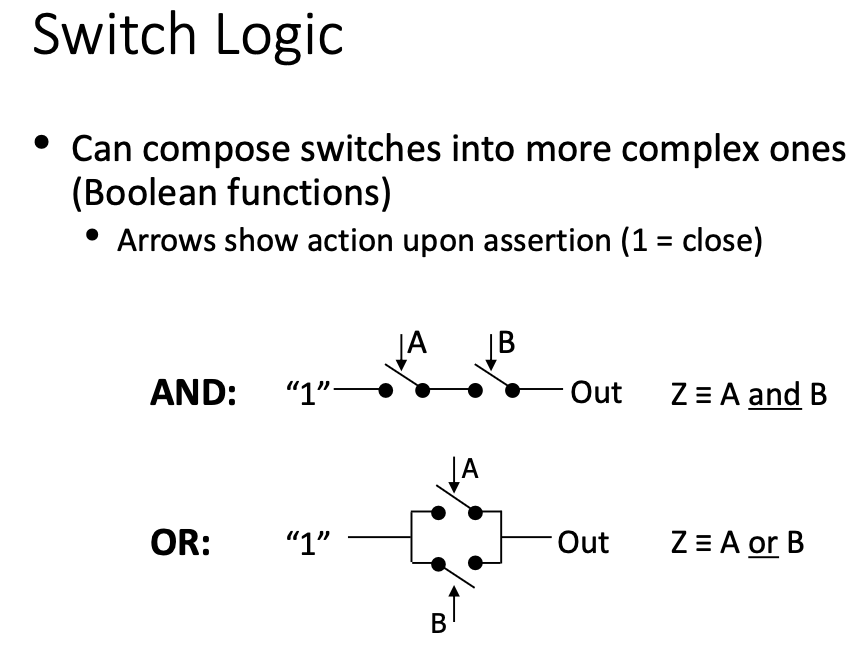 Switch Logic
• Can compose switches into more complex ones
(Boolean functions)
• Arrows show action upon assertion (1 = close)
A B
AND: “1” Out Z ≡ A and B
A
OR: “1” Out Z ≡ A or B
B